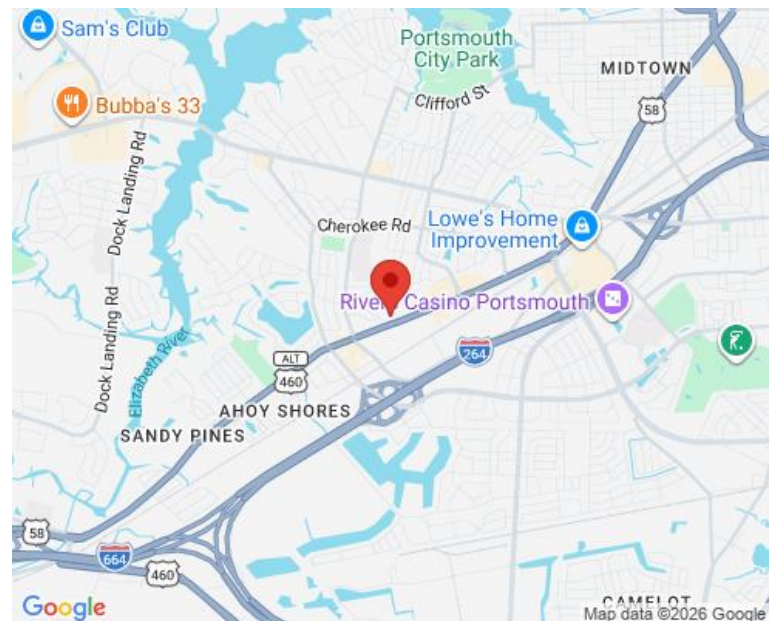 Sam's Club
Portsmouth
City Park
MIDTOWN
Clifford St
58
Bubba's 33
Dock Landing Rd
Cherokee Rd
Lowe's Home
Improvement
Casino Portsmouth
264
ALT
460
Dock Landing Rd
Elizabeth River
AHOY SHORES
SANDY PINES
58
664
460
CAMELOT
Google
Map data ©2026 Google